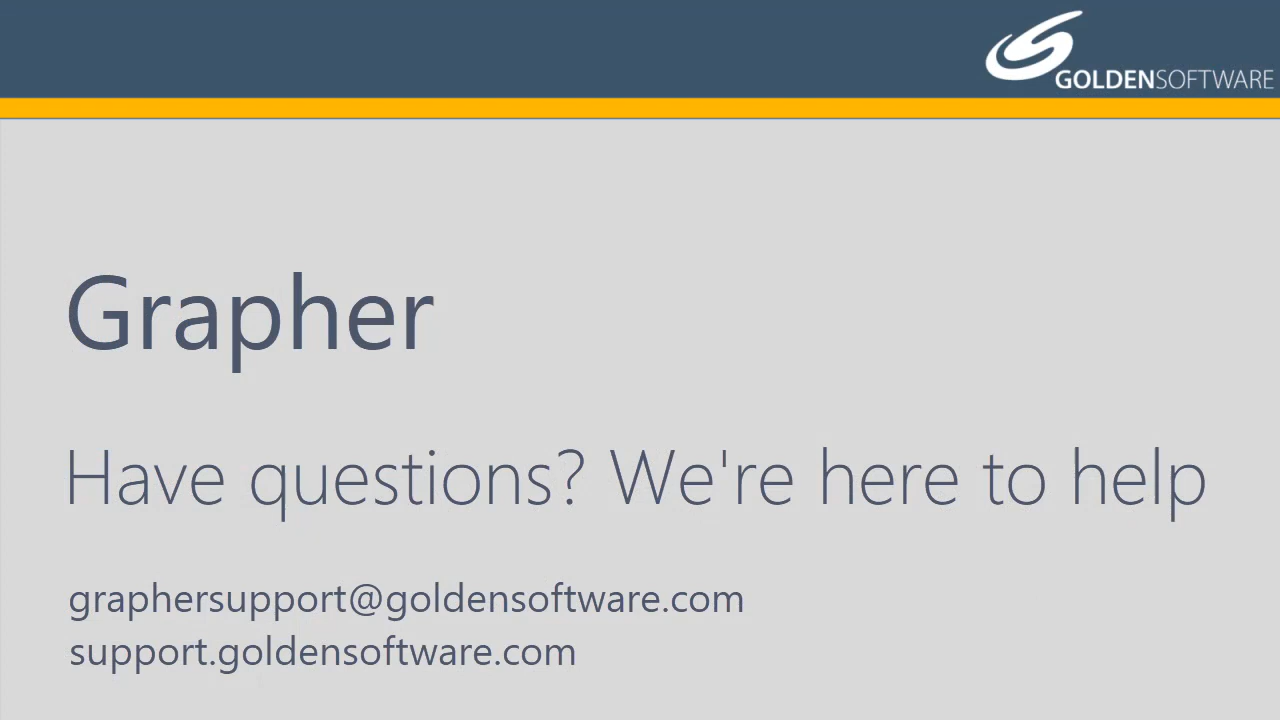 GOLDENSOFTWARE
Grapher
Have questions? We're here to help
graphersupport@goldensoftware.com
support.goldensoftware.com